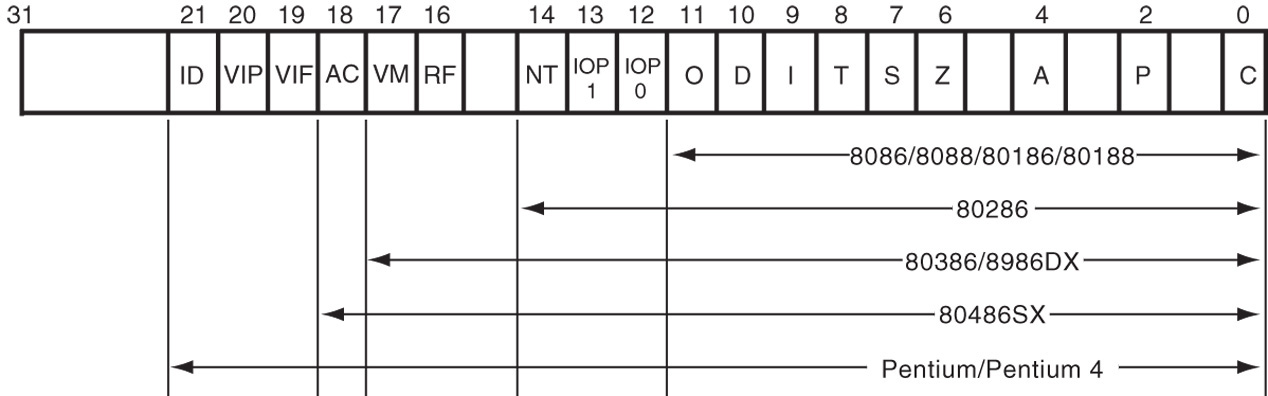 31 21 20 19 18 17 16 14 13 12 11 10 9 8 7 6 4 2 0
ID VIP VIF AC VM RF NT IOP 1 IOP 0 O D I T S Z A P C
8086/8088/80186/80188
80286
80386/8986DX
80486SX
Pentium/Pentium 4